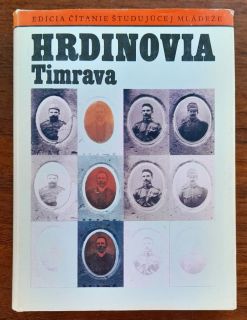 EDÍCIA ČÍTANIE ŠTUDUJÚCEJ MLÁDEŽE
HRDINOVIA
Timrava